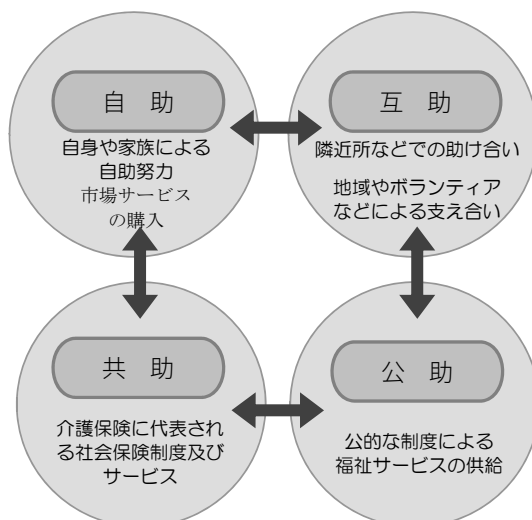 自　助
自身や家族による
自助努力
市場サービス
の購入
互　助
隣近所などでの助け合い
地域やボランティア
などによる支え合い
共　助
介護保険に代表され
る社会保険制度及び
サービス
公　助
公的な制度による
福祉サービスの供給